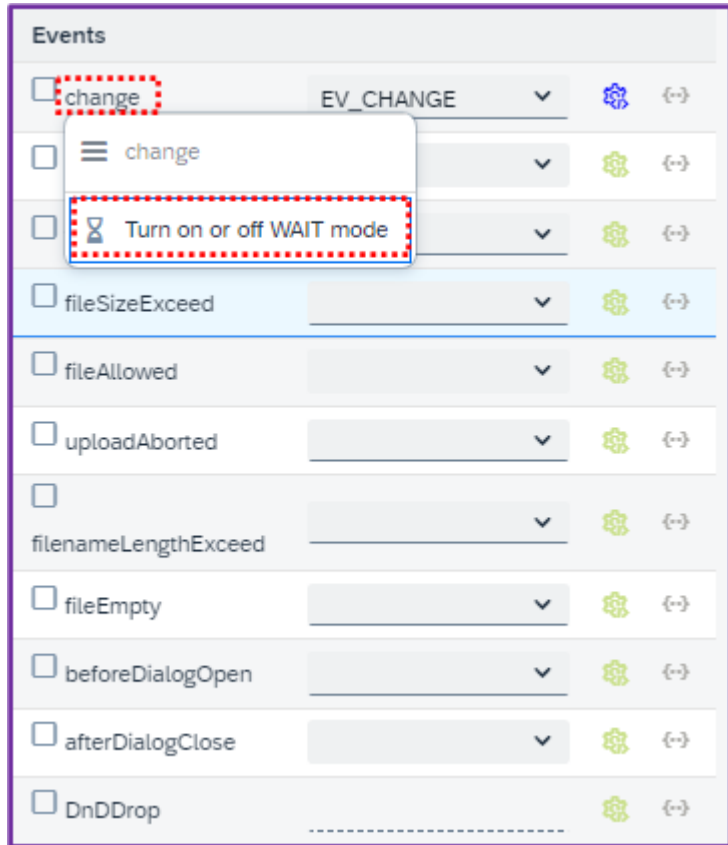 Events
change EV_CHANGE {--}
change
{--}
Turn on or off WAIT mode {--}
fileSizeExceed {--}
fileAllowed {--}
uploadAborted {--}
filenameLengthExceed {--}
fileEmpty {--}
beforeDialogOpen {--}
afterDialogClose {--}
DnDDrop {--}